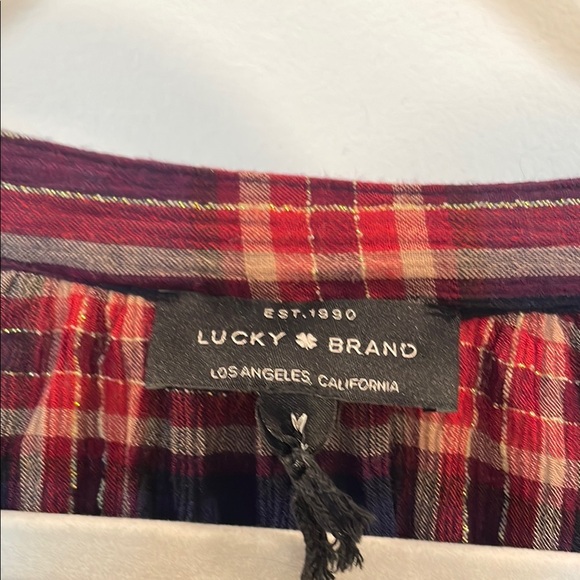 EST. 1990
LUCKY BRAND
LOS ANGELES, CALIFORNIA